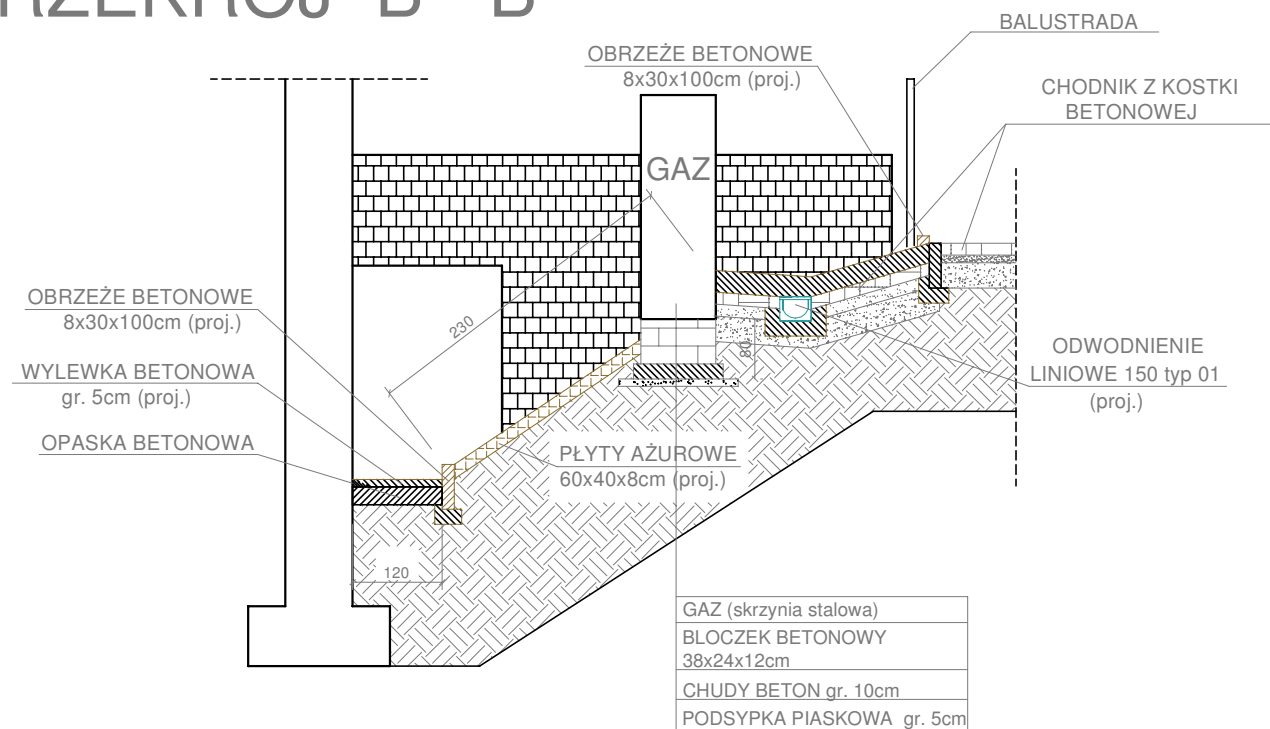 RZEKRÓJ B - B
BALUSTRADA
OBRZEŻE BETONOWE
8x30x100cm (proj.)
CHODNIK Z KOSTKI
BETONOWEJ
GAZ
OBRZEŻE BETONOWE
8x30x100cm (proj.)
230
WYLEWKA BETONOWA
gr. 5cm (proj.)
OPASKA BETONOWA
80
ODWODNIENIE
LINIOWE 150 typ 01
(proj.)
PŁYTY AŻUROWE
60x40x8cm (proj.)
120
GAZ (skrzynia stalowa)
BLOCZEK BETONOWY
38x24x12cm
CHUDY BETON gr. 10cm
PODSYPKA PIASKOWA gr. 5cm